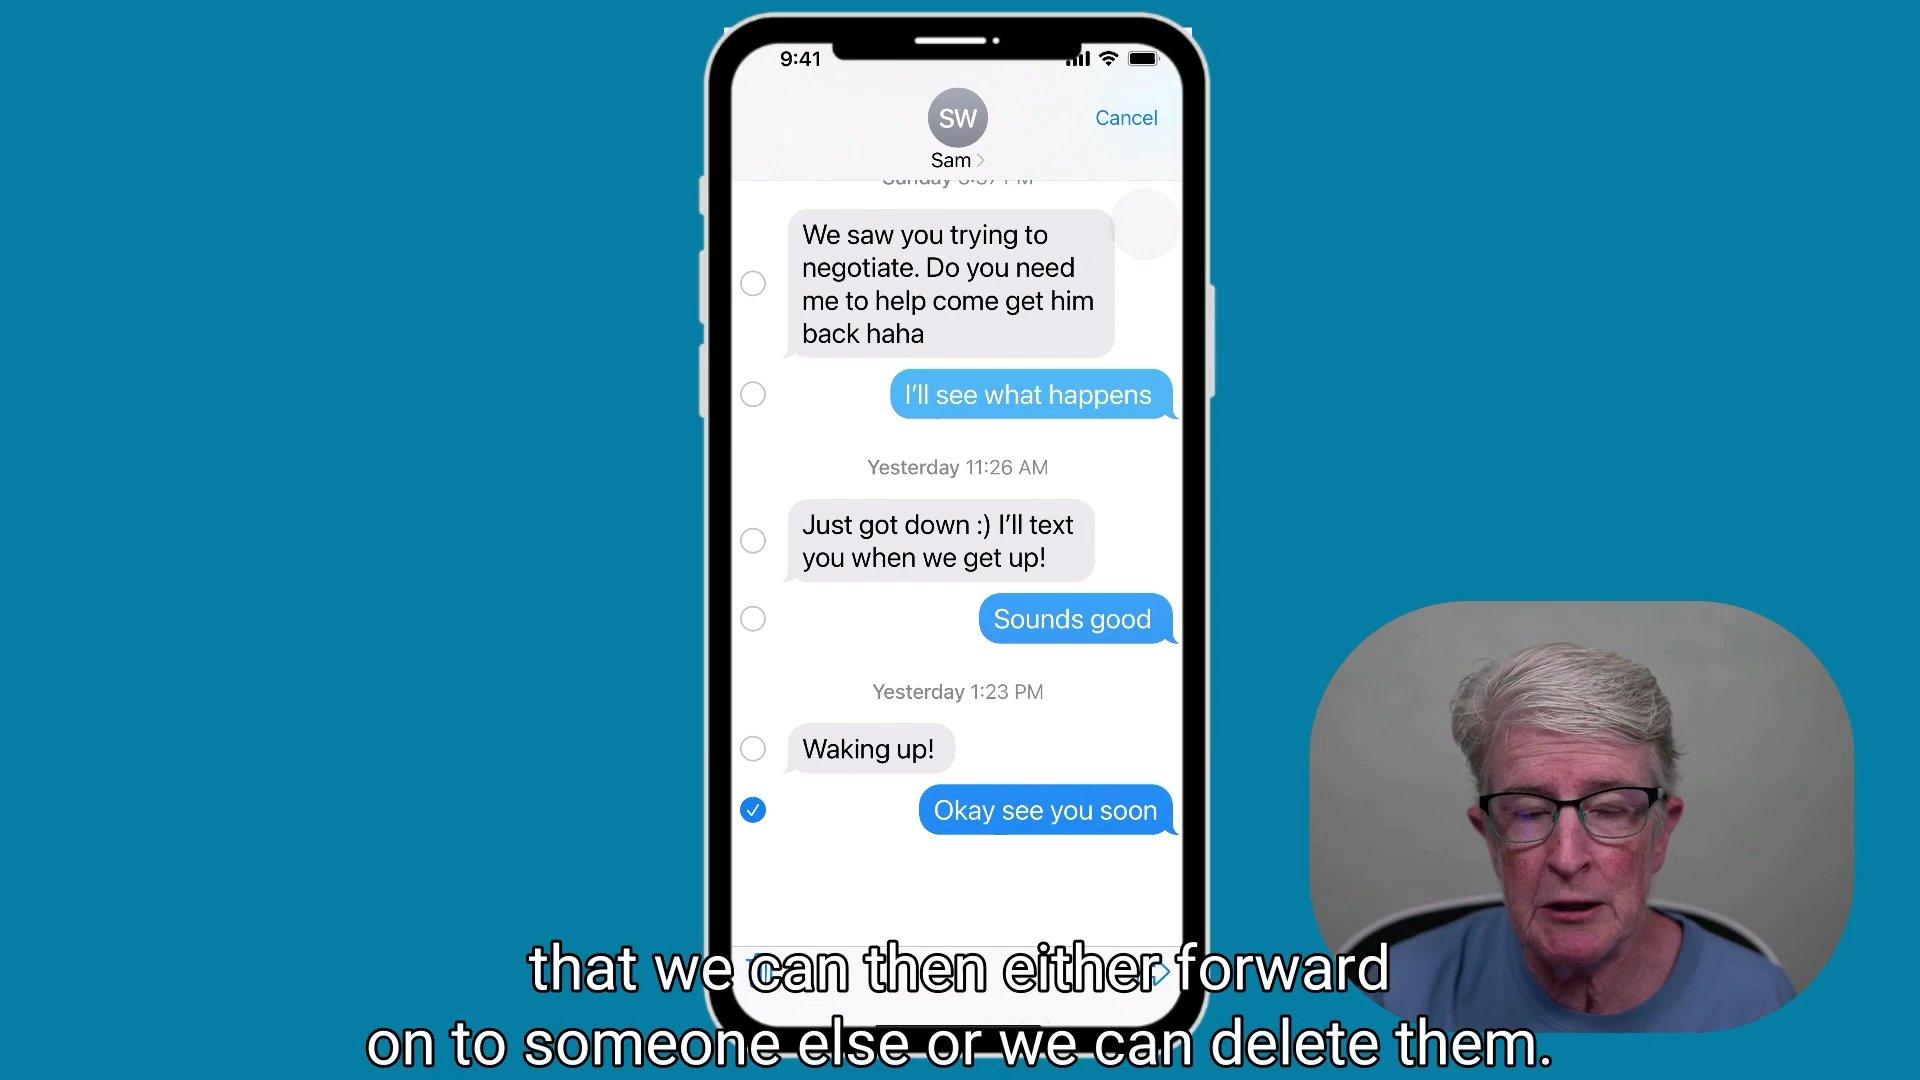 9:41
SW
Cancel
Sam
We saw you trying to
negotiate. Do you need
me to help come get him
back haha
I'll see what happens
Yesterday 11:26 AM
Just got down :) I'll text
you when we get up!
Sounds good
Yesterday 1:23 PM
Waking up!
Okay see you soon
that we can then either forward
on to someone else or we can delete them.